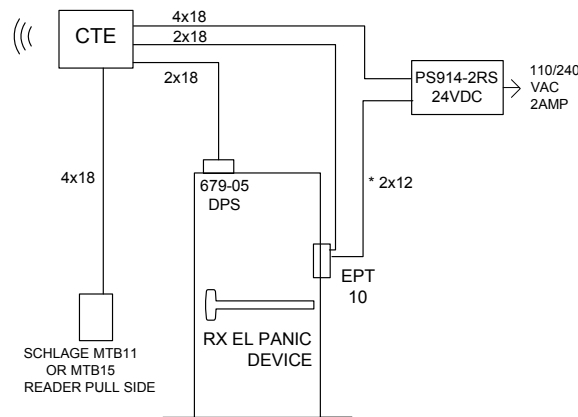 4x18
CTE
2x18
2x18
PS914-2RS
24VDC
110/240
VAC
2AMP
4x18
679-05
DPS
* 2x12
EPT
10
RX EL PANIC
DEVICE
SCHLAGE MTB11
OR MTB15
READER PULL SIDE